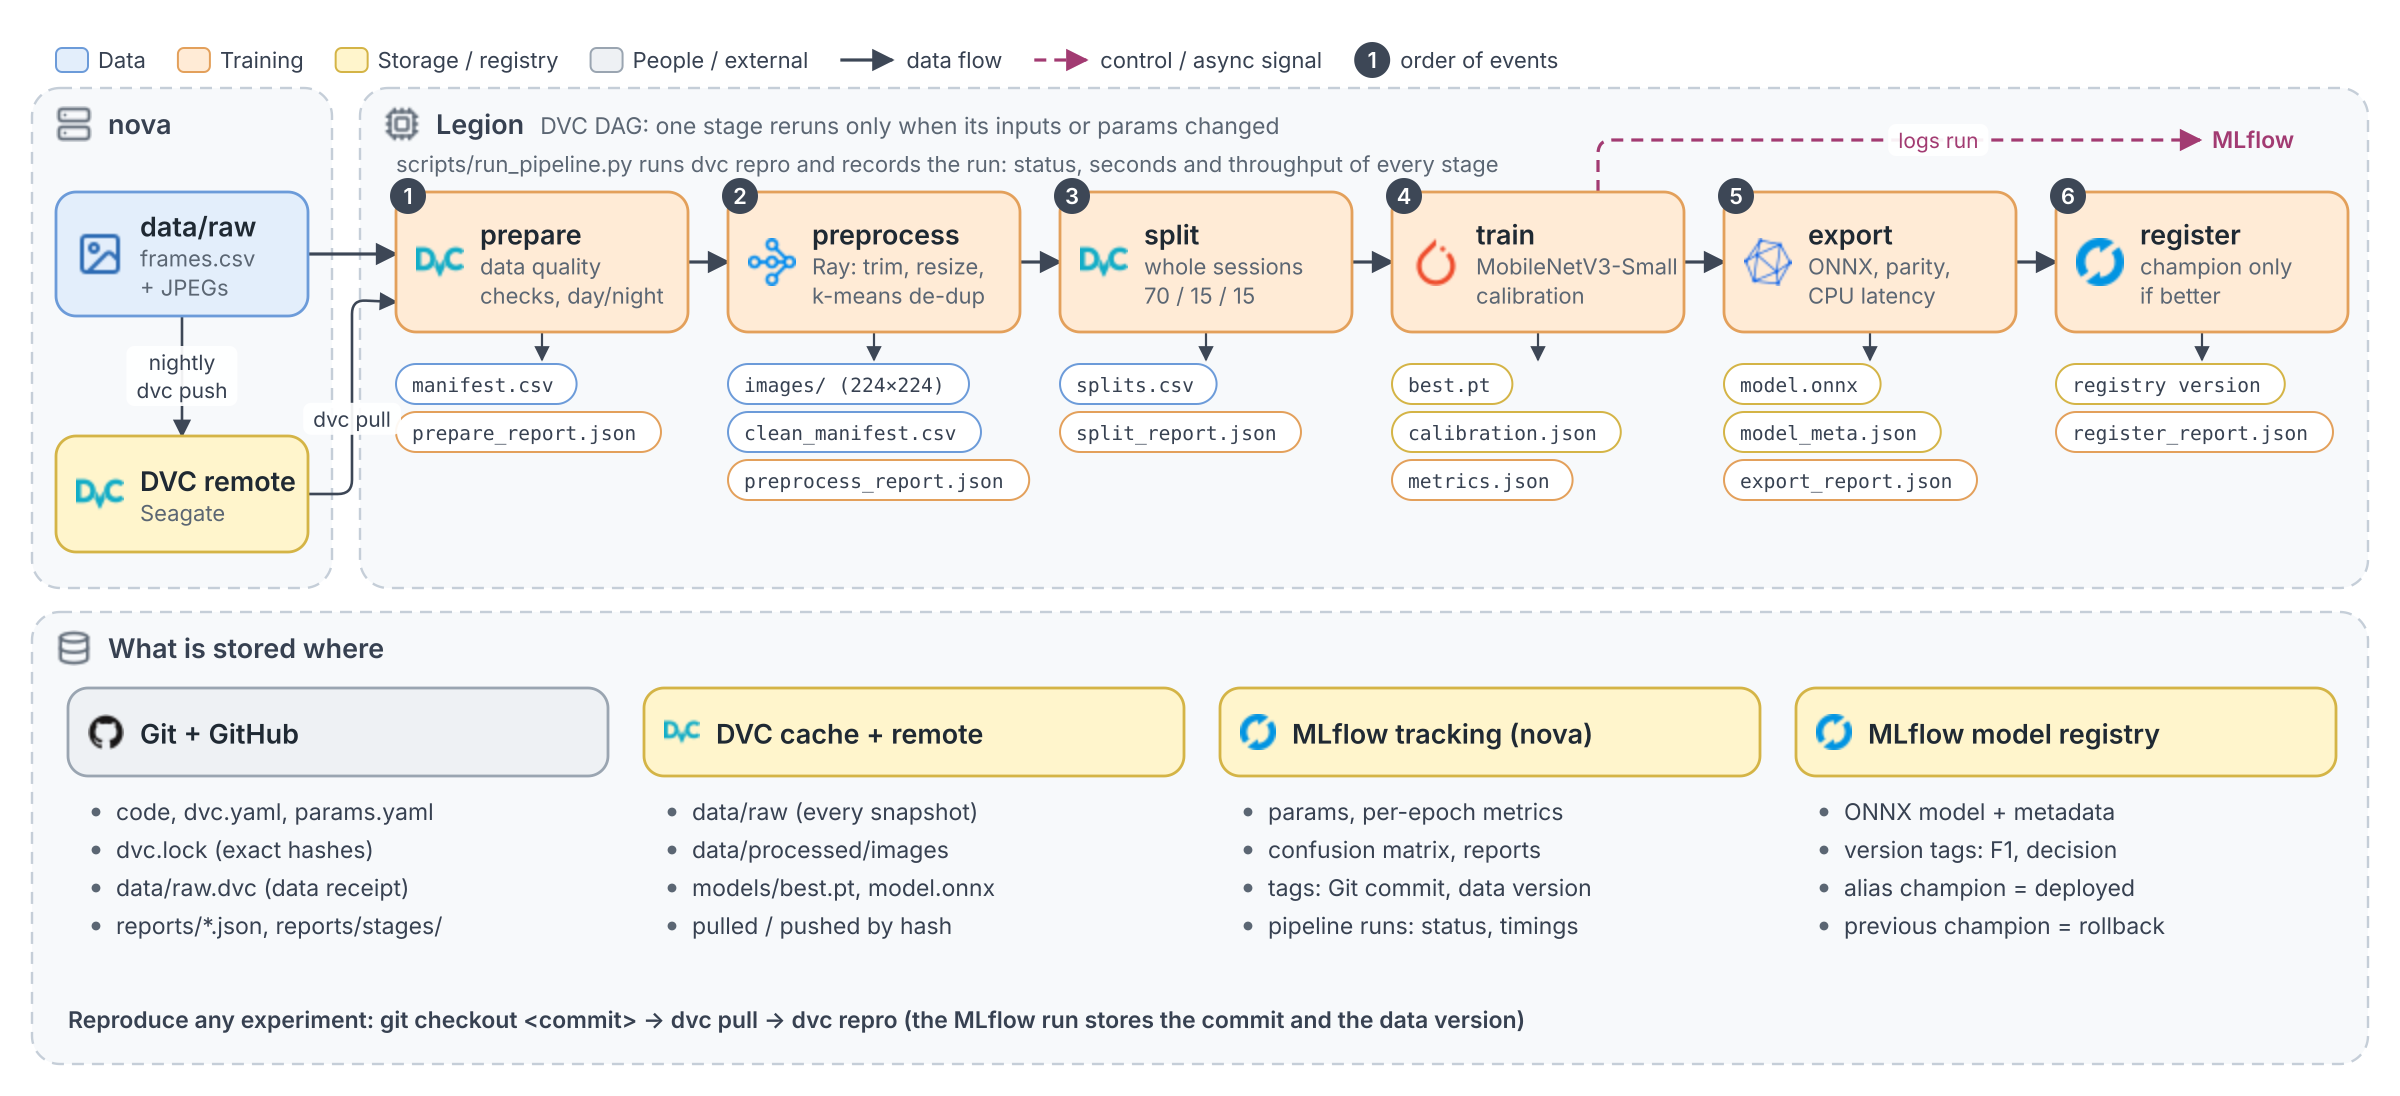 Data
Training
Storage / registry
People / external
data flow
control / async signal
1 order of events
nova
data/raw
frames.csv
+ JPEGs
nightly
dvc push
DVC remote
Seagate
dvc pull
Legion DVC DAG: one stage reruns only when its inputs or params changed
scripts/run_pipeline.py runs dvc repro and records the run: status, seconds and throughput of every stage
logs run
MLflow
1
prepare
data quality
checks, day/night
manifest.csv
prepare_report.json
2
preprocess
Ray: trim, resize,
k-means de-dup
images/ (224×224)
clean_manifest.csv
preprocess_report.json
3
split
whole sessions
70 / 15 / 15
splits.csv
split_report.json
4
train
MobileNetV3-Small
calibration
best.pt
calibration.json
metrics.json
5
export
ONNX, parity,
CPU latency
model.onnx
model_meta.json
export_report.json
6
register
champion only
if better
registry version
register_report.json
DVC
DVC
DVC
What is stored where
Git + GitHub
• code, dvc.yaml, params.yaml
• dvc.lock (exact hashes)
• data/raw.dvc (data receipt)
• reports/*.json, reports/stages/
DVC
DVC cache + remote
• data/raw (every snapshot)
• data/processed/images
• models/best.pt, model.onnx
• pulled / pushed by hash
MLflow tracking (nova)
• params, per-epoch metrics
• confusion matrix, reports
• tags: Git commit, data version
• pipeline runs: status, timings
MLflow model registry
• ONNX model + metadata
• version tags: F1, decision
• alias champion = deployed
• previous champion = rollback
Reproduce any experiment: git checkout <commit> → dvc pull → dvc repro (the MLflow run stores the commit and the data version)